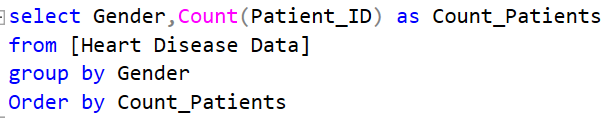 select Gender,Count(Patient_ID) as Count_Patients
from [Heart Disease Data]
group by Gender
Order by Count_Patients